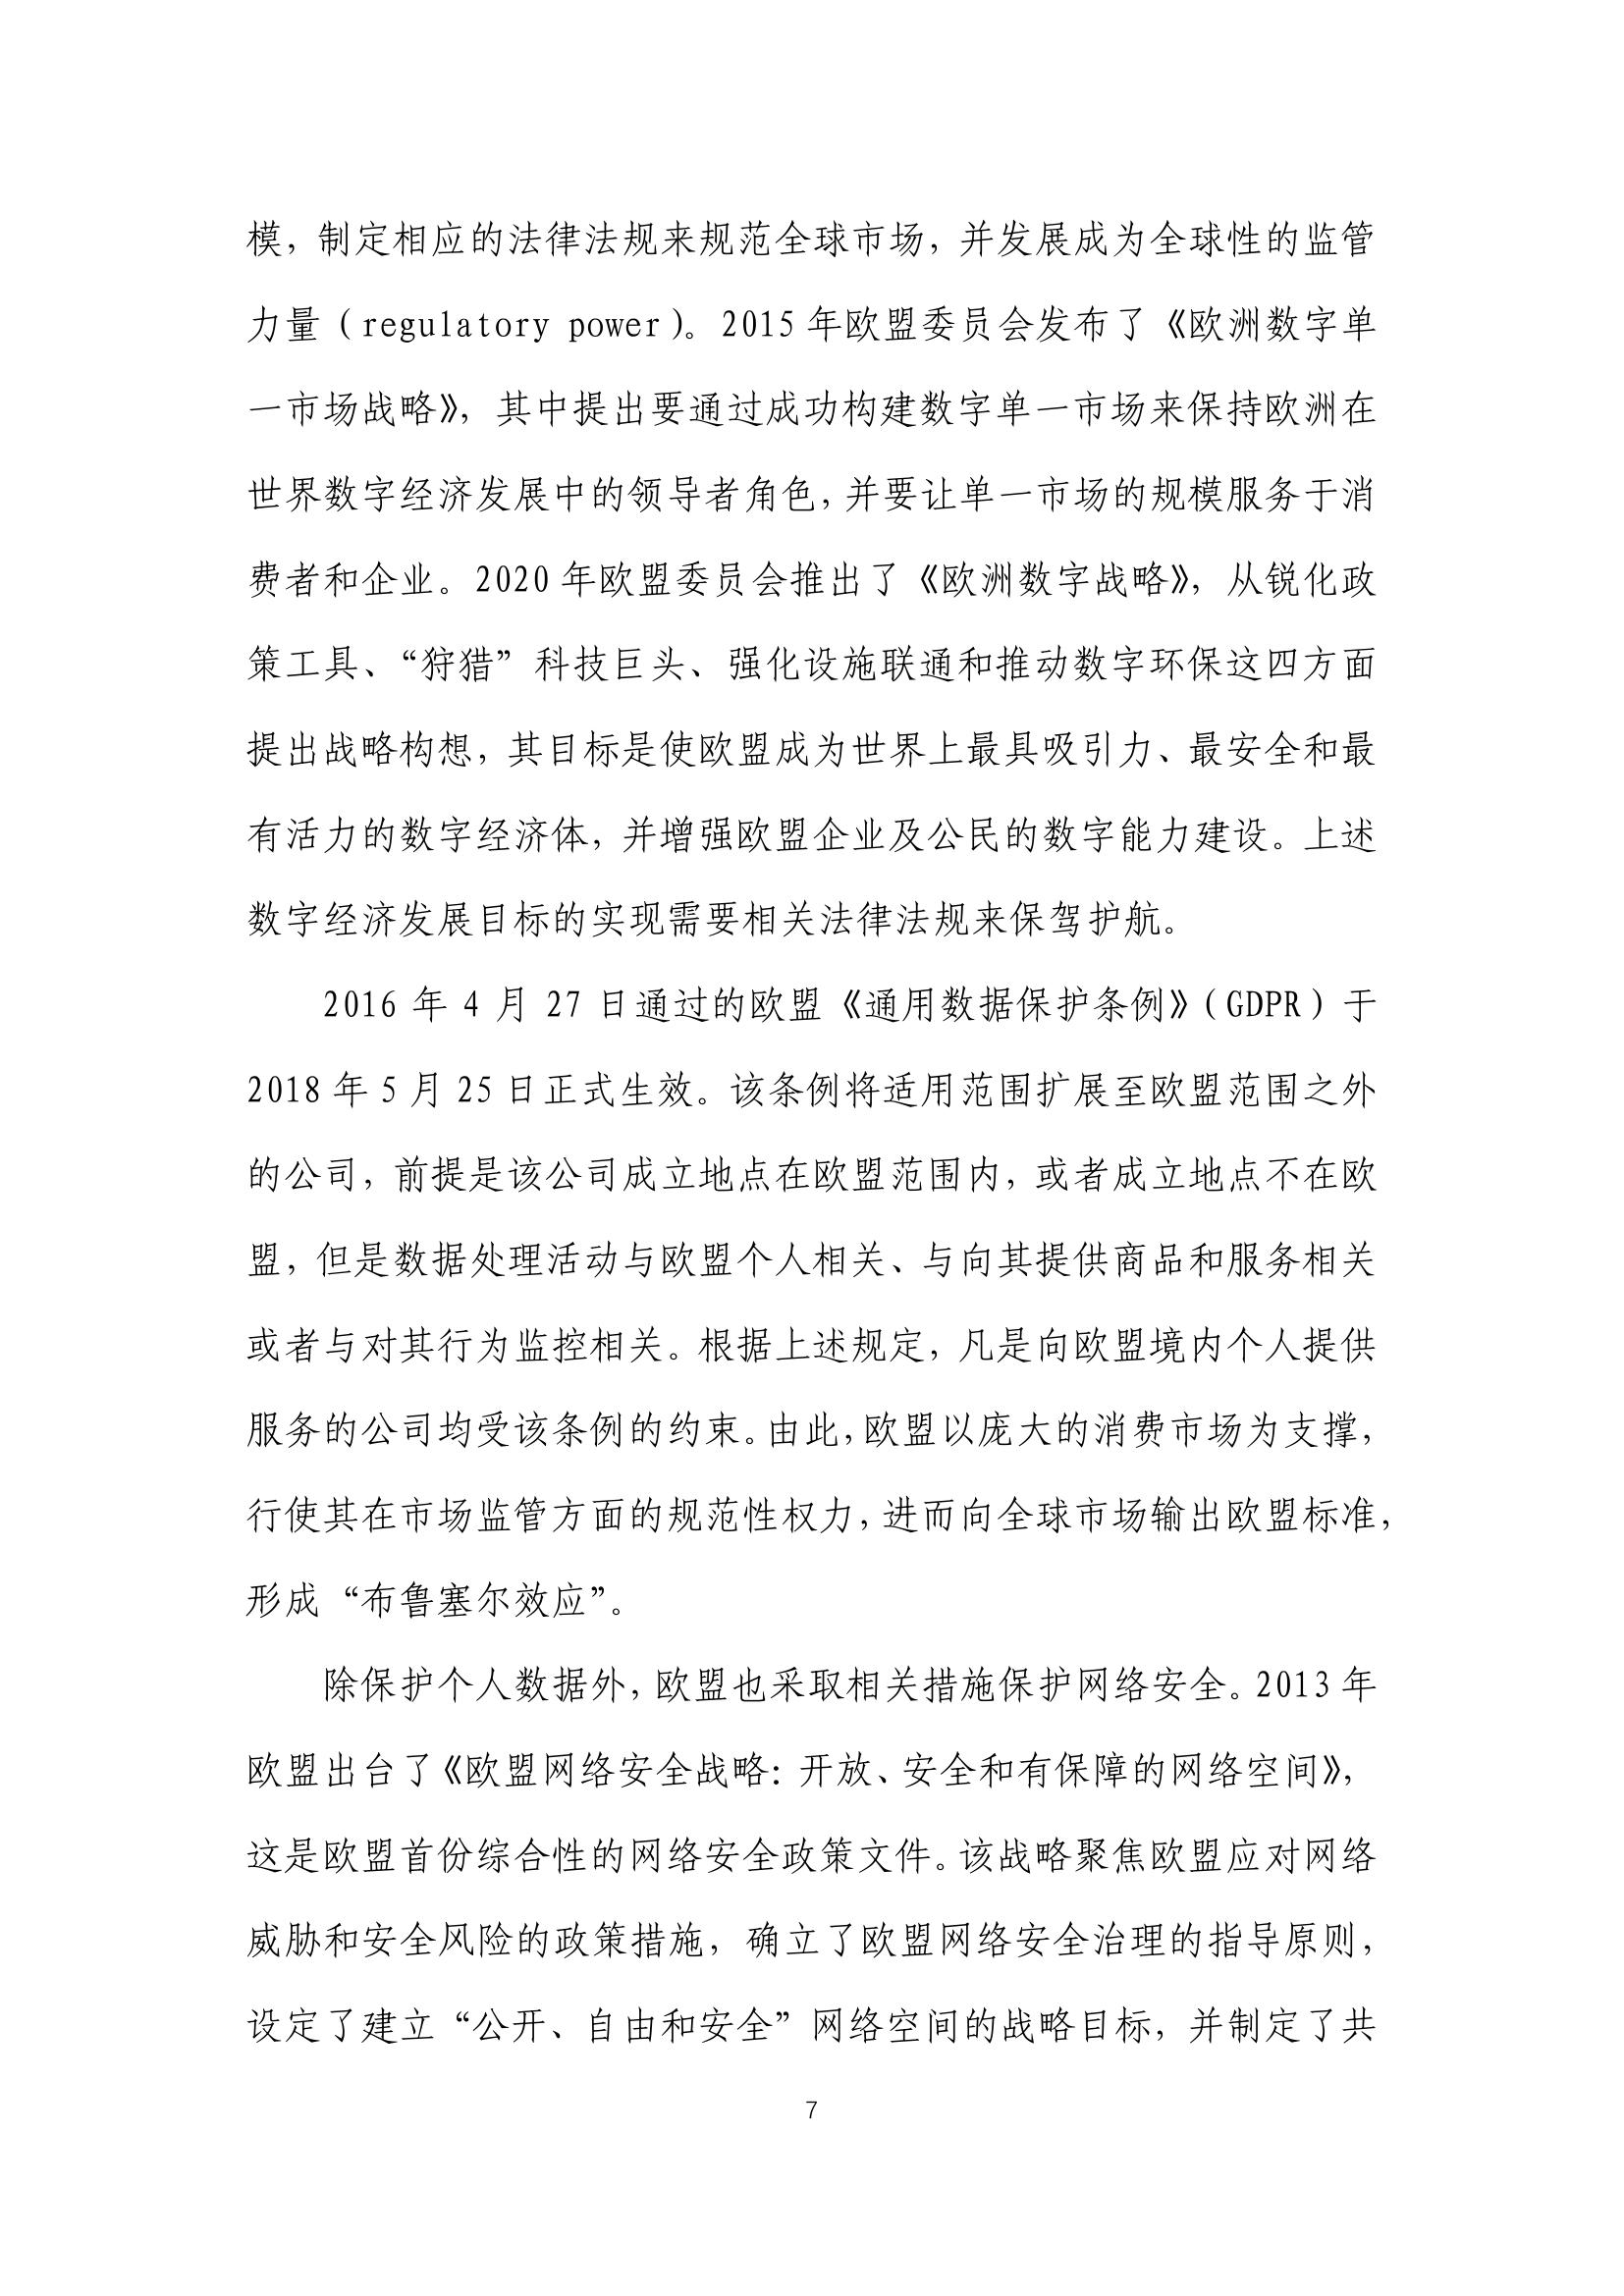 模，制定相应的法律法规来规范全球市场，并发展成为全球性的监管
力量（regulatory power）。2015 年欧盟委员会发布了《欧洲数字单
一市场战略》，其中提出要通过成功构建数字单一市场来保持欧洲在
世界数字经济发展中的领导者角色，并要让单一市场的规模服务于消
费者和企业。2020 年欧盟委员会推出了《欧洲数字战略》，从锐化政
策工具、“狩猎”科技巨头、强化设施联通和推动数字环保这四方面
提出战略构想，其目标是使欧盟成为世界上最具吸引力、最安全和最
有活力的数字经济体，并增强欧盟企业及公民的数字能力建设。上述
数字经济发展目标的实现需要相关法律法规来保驾护航。
2016 年 4 月 27 日通过的欧盟《通用数据保护条例》（GDPR）于
2018 年 5 月 25 日正式生效。该条例将适用范围扩展至欧盟范围之外
的公司，前提是该公司成立地点在欧盟范围内，或者成立地点不在欧
盟，但是数据处理活动与欧盟个人相关、与向其提供商品和服务相关
或者与对其行为监控相关。根据上述规定，凡是向欧盟境内个人提供
服务的公司均受该条例的约束。由此，欧盟以庞大的消费市场为支撑，
行使其在市场监管方面的规范性权力，进而向全球市场输出欧盟标准，
形成“布鲁塞尔效应”。
除保护个人数据外，欧盟也采取相关措施保护网络安全。2013 年
欧盟出台了《欧盟网络安全战略：开放、安全和有保障的网络空间》，
这是欧盟首份综合性的网络安全政策文件。该战略聚焦欧盟应对网络
威胁和安全风险的政策措施，确立了欧盟网络安全治理的指导原则，
设定了建立“公开、自由和安全”网络空间的战略目标，并制定了共
7